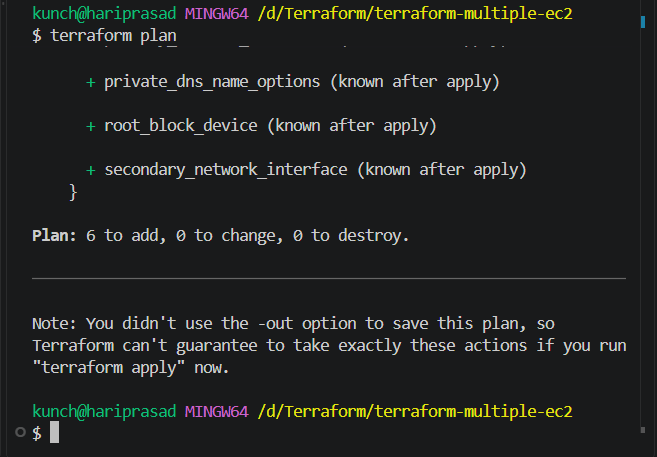 kunch@hariprasad MINGW64 /d/Terraform/terraform-multiple-ec2
$ terraform plan
+ private_dns_name_options (known after apply)
+ root_block_device (known after apply)
+ secondary_network_interface (known after apply)
}
Plan: 6 to add, 0 to change, 0 to destroy.
Note: You didn't use the -out option to save this plan, so
Terraform can't guarantee to take exactly these actions if you run
"terraform apply" now.
kunch@hariprasad MINGW64 /d/Terraform/terraform-multiple-ec2
$